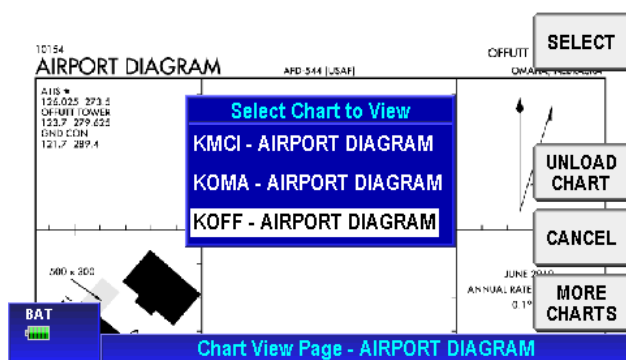 10154
AIRPORT DIAGRAM
AFD-544 [USAF]
OFFUTT
OMAHA, NEBRASKA
SELECT
ATIS ★
126.025 273.5
OFFUTT TOWER
123.7 279.625
GND CON
121.7 289.4
Select Chart to View
KMCI - AIRPORT DIAGRAM
KOMA - AIRPORT DIAGRAM
KOFF - AIRPORT DIAGRAM
UNLOAD
CHART
CANCEL
500 x 300
JUNE 2010
ANNUAL RATE
0.1°
MORE
CHARTS
BAT
Chart View Page - AIRPORT DIAGRAM